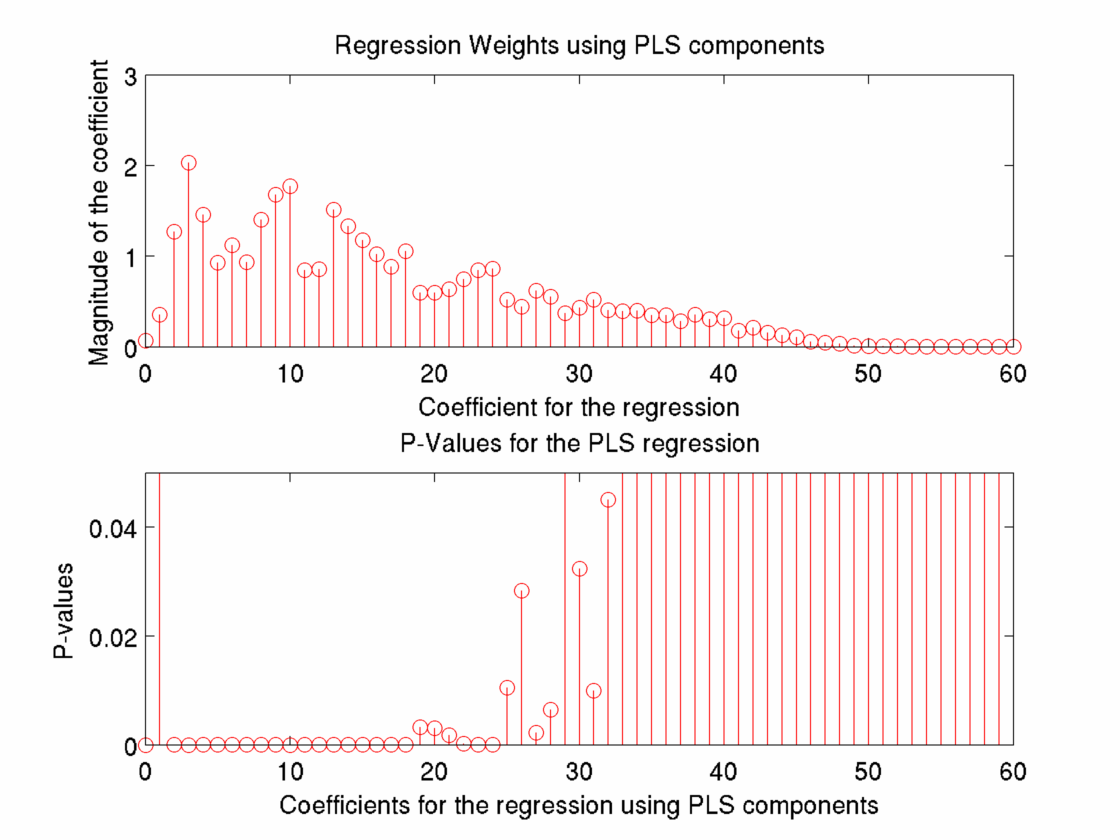 Regression Weights using PLS components
3
2
1
0
Magnitude of the coefficient
0 10 20 30 40 50 60
Coefficient for the regression
P-Values for the PLS regression
0.04
0.02
0
P-values
0 10 20 30 40 50 60
Coefficients for the regression using PLS components